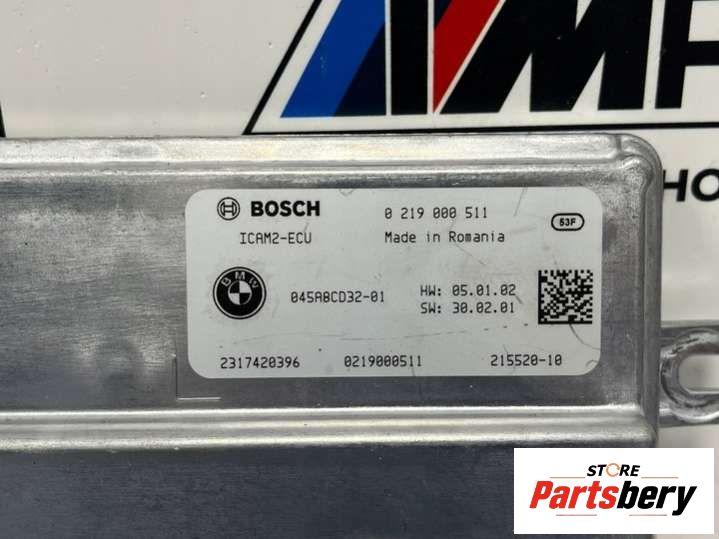 BOSCH 0 219 000 511
ICAM2-ECU Made in Romania 53F
BMW 045A8CD32-01 HW: 05.01.02
SW: 30.02.01
2317420396 0219000511 215520-10
STORE
Partsbery